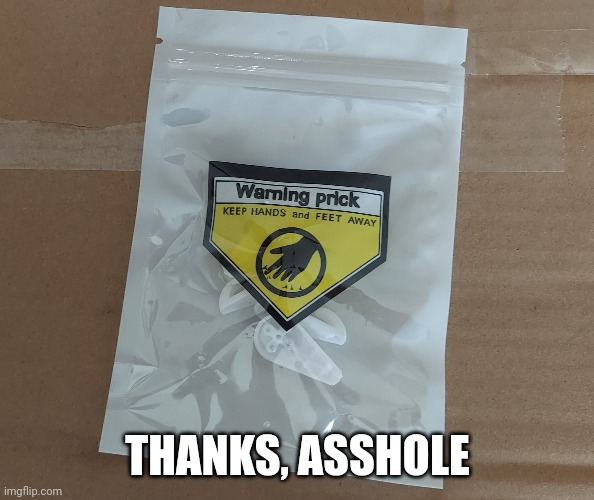 Warning prick
KEEP HANDS and FEET AWAY
THANKS, ASSHOLE
imgflip.com